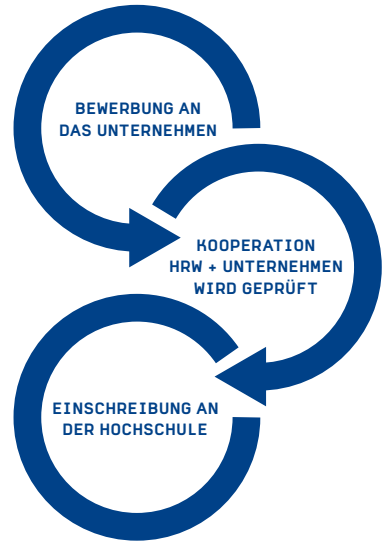 BEWERBUNG AN
DAS UNTERNEHMEN
KOOPERATION
HRW + UNTERNEHMEN
WIRD GEPRÜFT
EINSCHREIBUNG AN
DER HOCHSCHULE